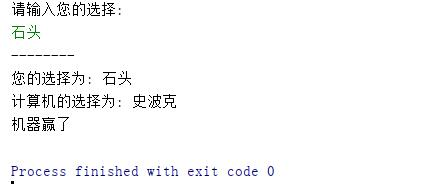 请输入您的选择:
石头
--------
您的选择为: 石头
计算机的选择为: 史波克
机器赢了
Process finished with exit code 0